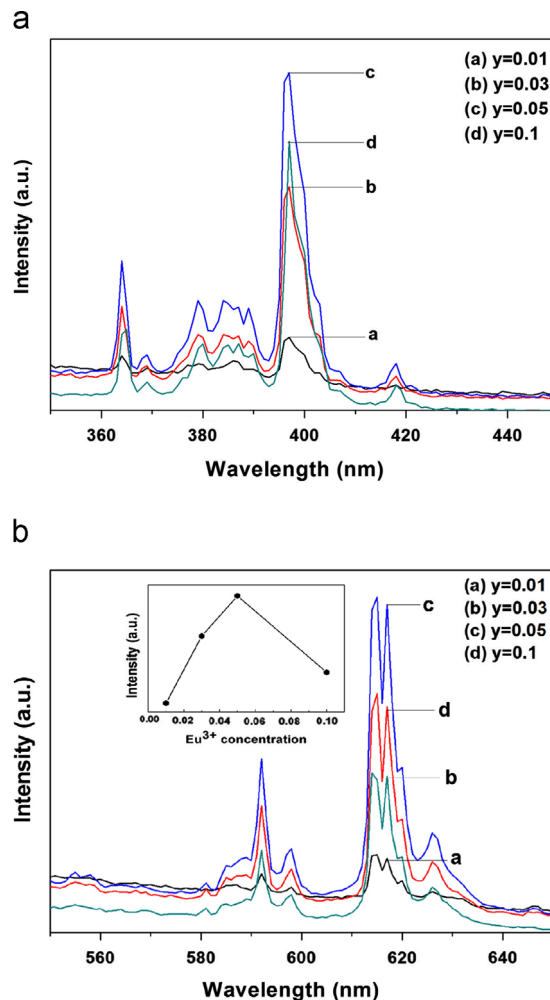 a
(a) y=0.01
(b) y=0.03
(c) y=0.05
(d) y=0.1
c
d
b
a
Intensity (a.u.)
360 380 400 420 440
Wavelength (nm)
b
(a) y=0.01
(b) y=0.03
(c) y=0.05
(d) y=0.1
Intensity (a.u.)
0.00 0.02 0.04 0.06 0.08 0.10
Eu³⁺ concentration
c
d
b
a
Intensity (a.u.)
560 580 600 620 640
Wavelength (nm)